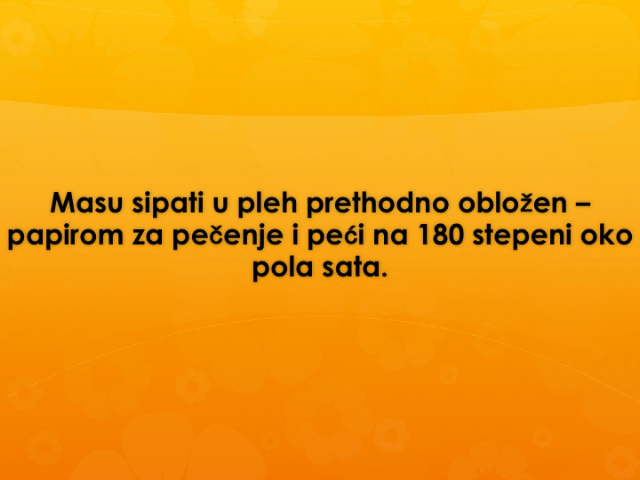 Masu sipati u pleh prethodno obložen –
papirom za pečenje i peći na 180 stepeni oko
pola sata.